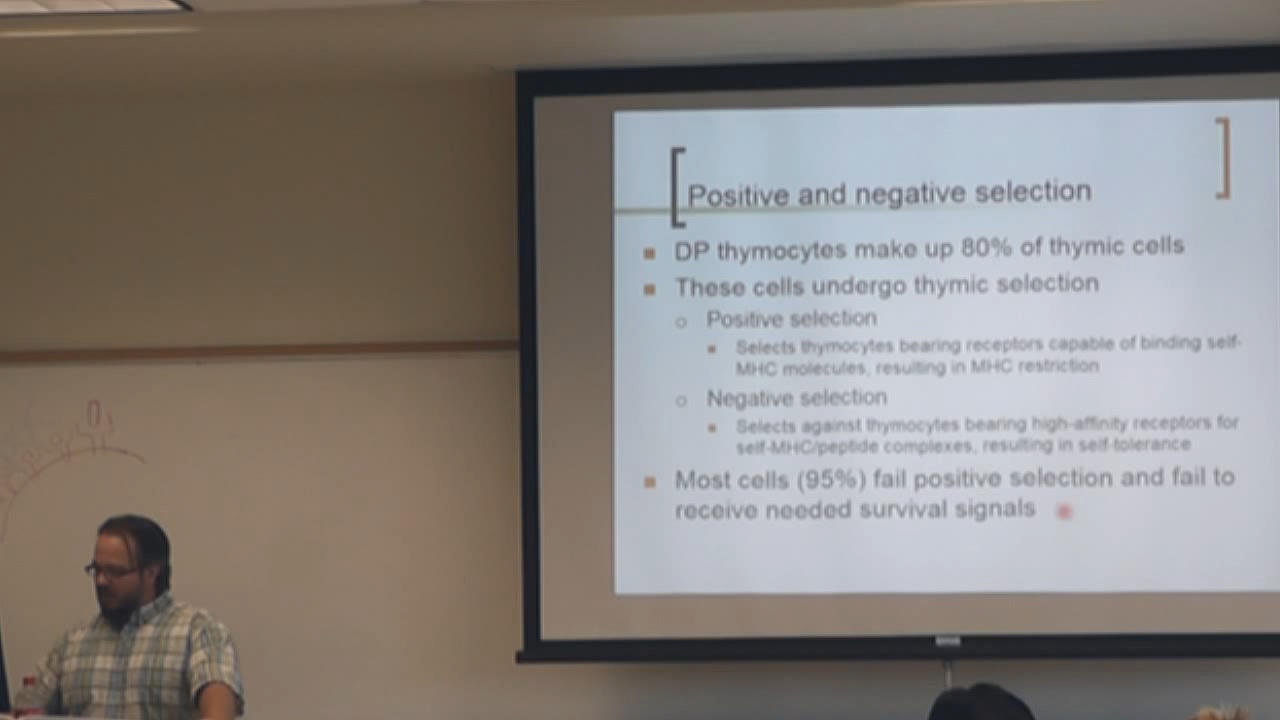 Positive and negative selection
DP thymocytes make up 80% of thymic cells
These cells undergo thymic selection
Positive selection
Selects thymocytes bearing receptors capable of binding self-
MHC molecules, resulting in MHC restriction
Negative selection
Selects against thymocytes bearing high-affinity receptors for
self-MHC/peptide complexes, resulting in self-tolerance
Most cells (95%) fail positive selection and fail to
receive needed survival signals